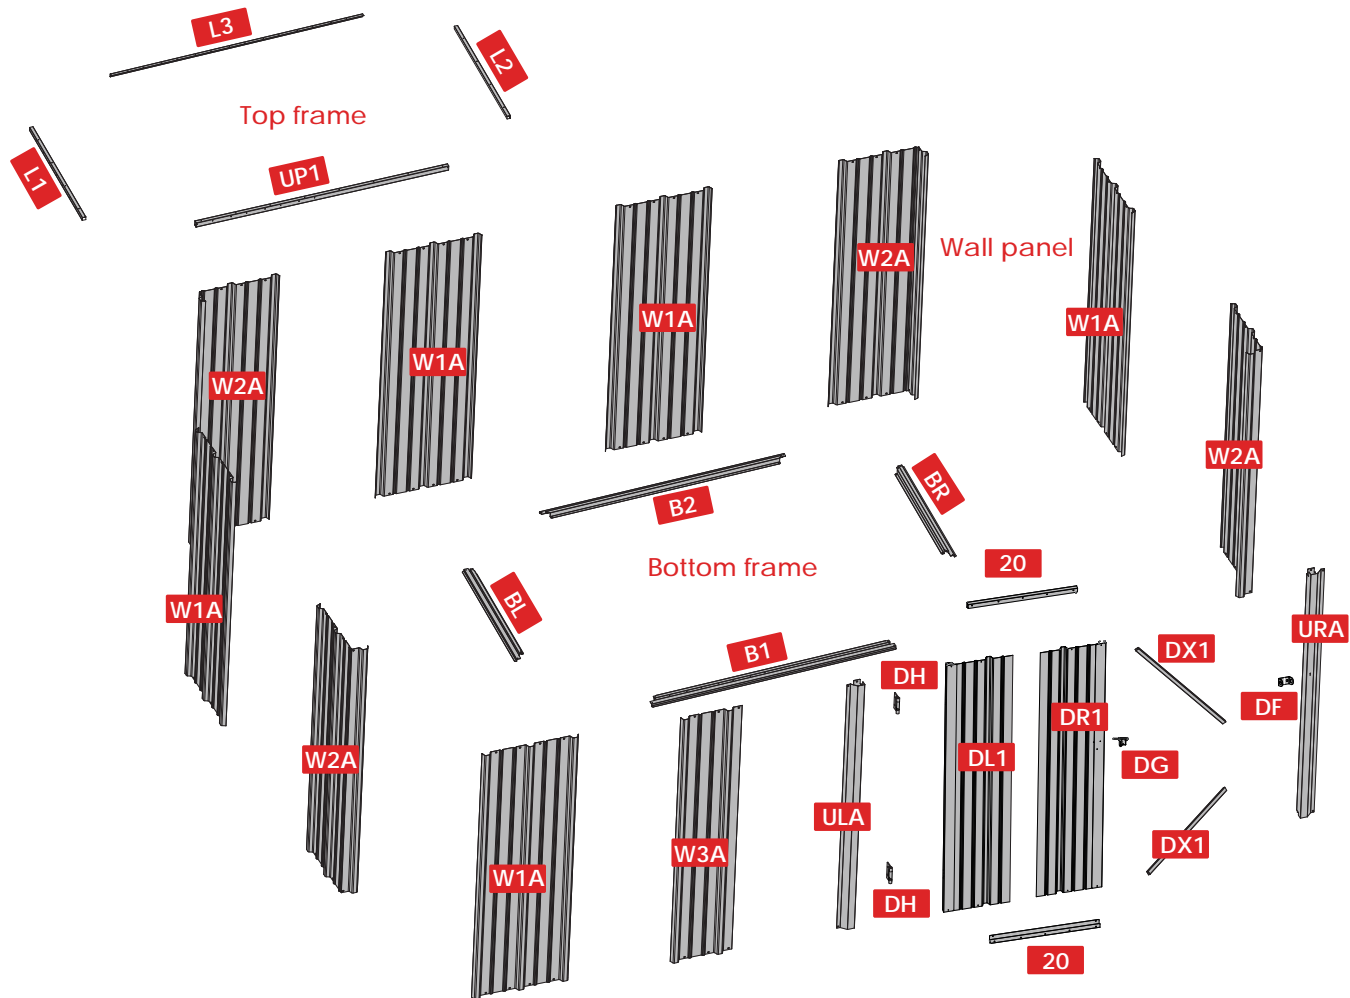 L3
L2
Top frame
L1
UP1
W2A
Wall panel
W1A
W1A
W1A
W2A
W2A
BR
B2
20
Bottom frame
BL
W1A
URA
B1
DX1
DH
DF
DR1
W2A
DL1
DG
ULA
W3A
DX1
W1A
DH
20